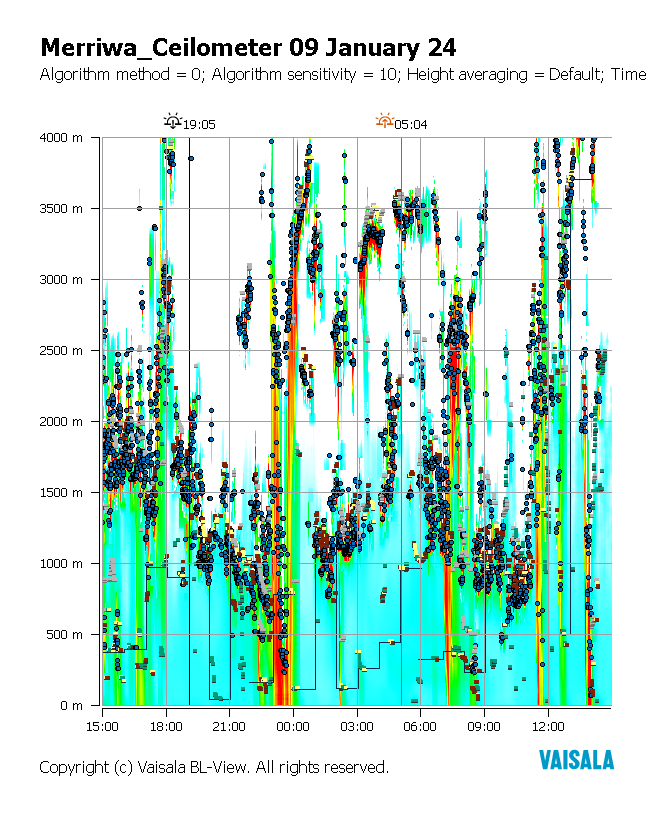 Merriwa_Ceilometer 09 January 24
Algorithm method = 0; Algorithm sensitivity = 10; Height averaging = Default; Time
19:05 05:04
4000 m
3500 m
3000 m
2500 m
2000 m
1500 m
1000 m
500 m
0 m
15:00 18:00 21:00 00:00 03:00 06:00 09:00 12:00
Copyright (c) Vaisala BL-View. All rights reserved.
VAISALA